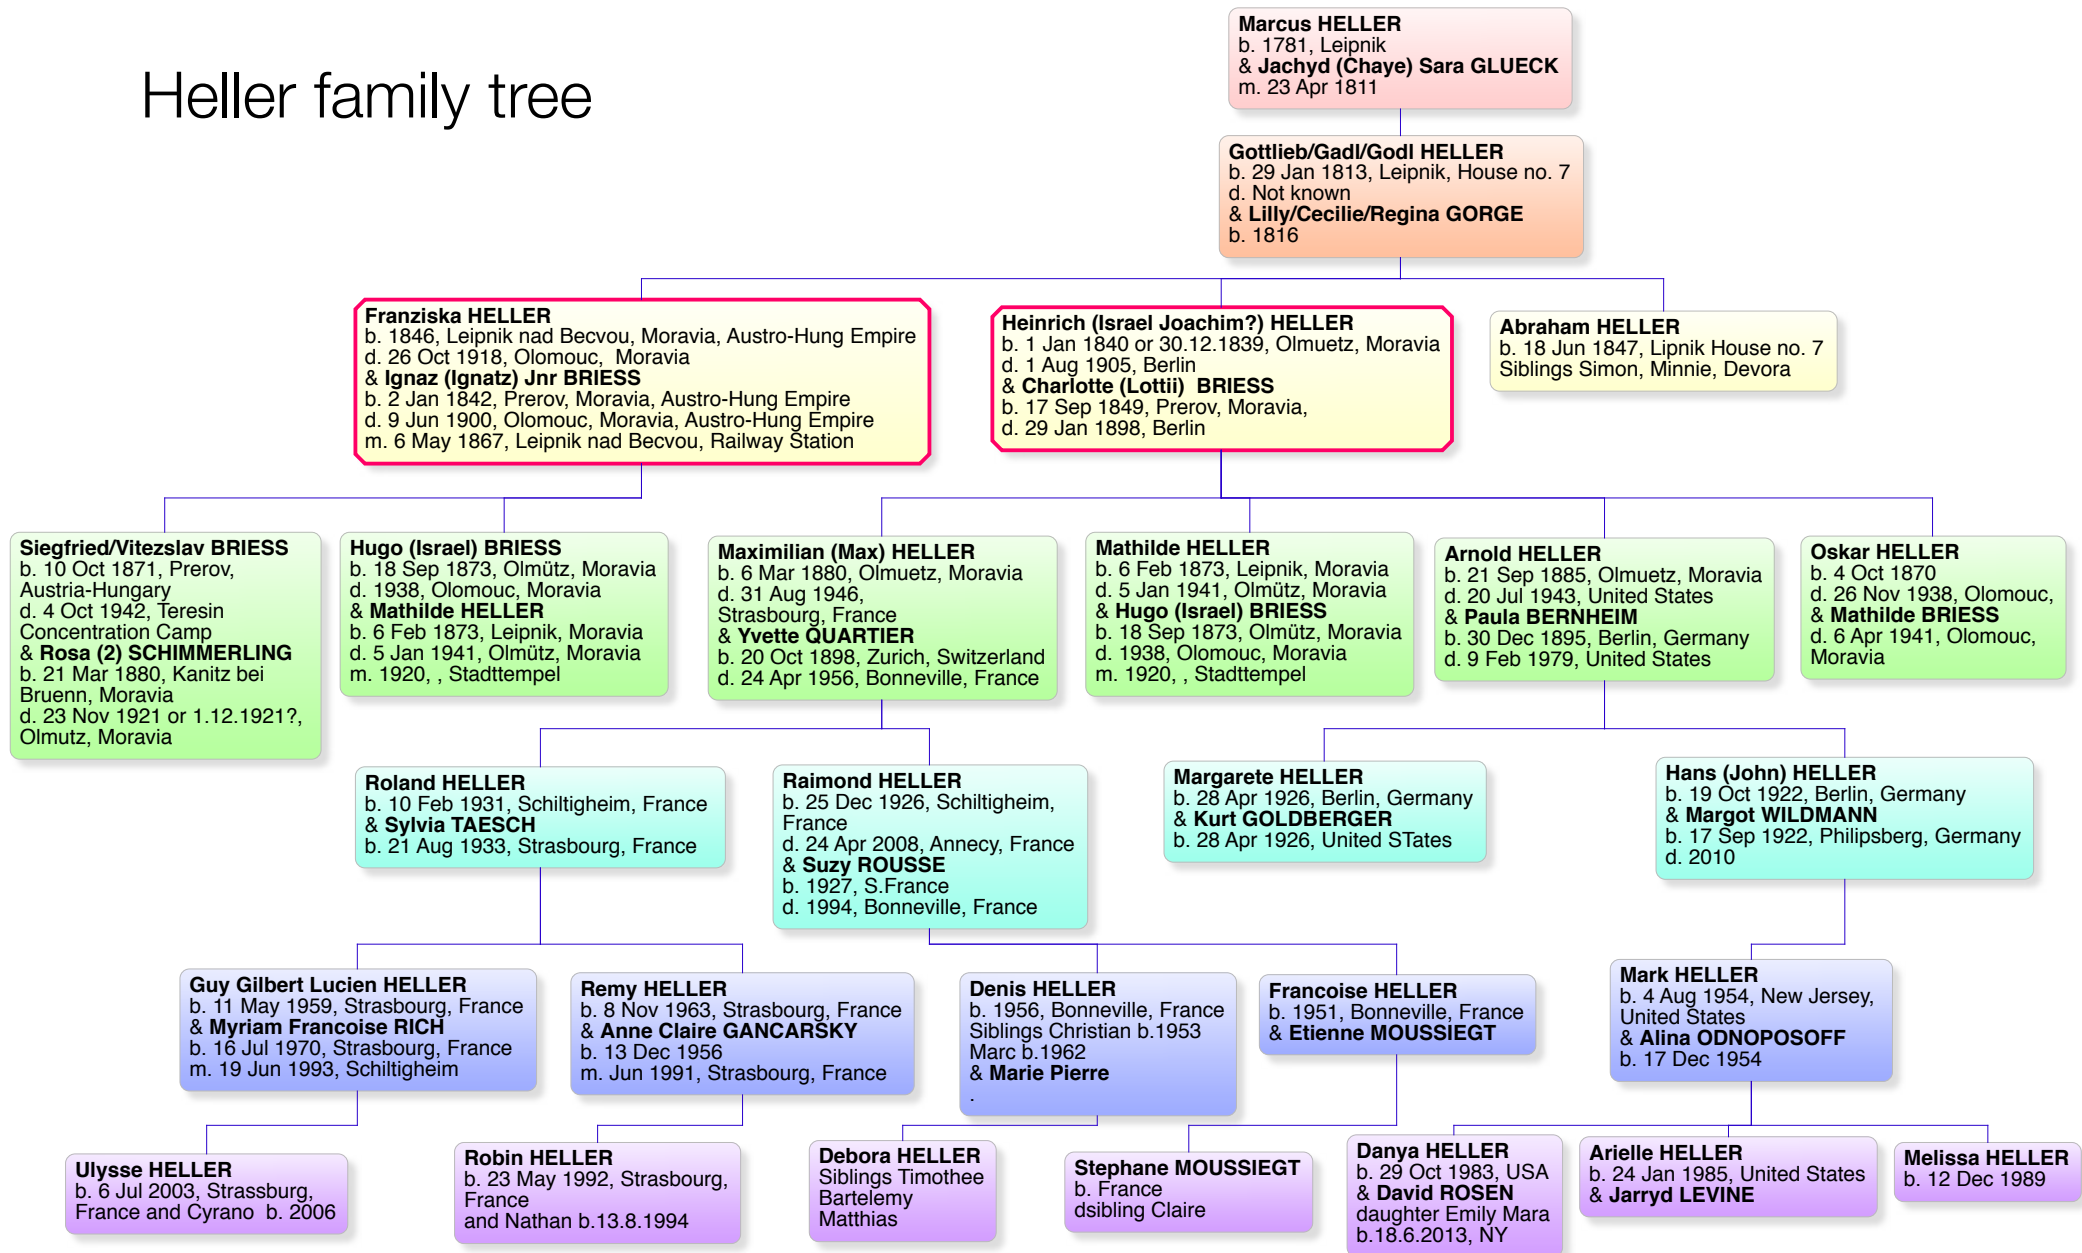 Heller family tree
Marcus HELLER
b. 1781, Leipnik
& Jachyd (Chaye) Sara GLUECK
m. 23 Apr 1811
Gottlieb/Gadl/Godl HELLER
b. 29 Jan 1813, Leipnik, House no. 7
d. Not known
& Lilly/Cecilie/Regina GORGE
b. 1816
Franziska HELLER
b. 1846, Leipnik nad Becvou, Moravia, Austro-Hung Empire
d. 26 Oct 1918, Olomouc,  Moravia
& Ignaz (Ignatz) Jnr BRIESS
b. 2 Jan 1842, Prerov, Moravia, Austro-Hung Empire
d. 9 Jun 1900, Olomouc, Moravia, Austro-Hung Empire
m. 6 May 1867, Leipnik nad Becvou, Railway Station
Heinrich (Israel Joachim?) HELLER
b. 1 Jan 1840 or 30.12.1839, Olmuetz, Moravia
d. 1 Aug 1905, Berlin
& Charlotte (Lottii)  BRIESS
b. 17 Sep 1849, Prerov, Moravia,
d. 29 Jan 1898, Berlin
Abraham HELLER
b. 18 Jun 1847, Lipnik House no. 7
Siblings Simon, Minnie, Devora
Siegfried/Vitezslav BRIESS
b. 10 Oct 1871, Prerov,
Austria-Hungary
d. 4 Oct 1942, Teresin
Concentration Camp
& Rosa (2) SCHIMMERLING
b. 21 Mar 1880, Kanitz bei
Bruenn, Moravia
d. 23 Nov 1921 or 1.12.1921?,
Olmutz, Moravia
Hugo (Israel) BRIESS
b. 18 Sep 1873, Olmütz, Moravia
d. 1938, Olomouc, Moravia
& Mathilde HELLER
b. 6 Feb 1873, Leipnik, Moravia
d. 5 Jan 1941, Olmütz, Moravia
m. 1920, , Stadttempel
Maximilian (Max) HELLER
b. 6 Mar 1880, Olmuetz, Moravia
d. 31 Aug 1946,
Strasbourg, France
& Yvette QUARTIER
b. 20 Oct 1898, Zurich, Switzerland
d. 24 Apr 1956, Bonneville, France
Mathilde HELLER
b. 6 Feb 1873, Leipnik, Moravia
d. 5 Jan 1941, Olmütz, Moravia
& Hugo (Israel) BRIESS
b. 18 Sep 1873, Olmütz, Moravia
d. 1938, Olomouc, Moravia
m. 1920, , Stadttempel
Arnold HELLER
b. 21 Sep 1885, Olmuetz, Moravia
d. 20 Jul 1943, United States
& Paula BERNHEIM
b. 30 Dec 1895, Berlin, Germany
d. 9 Feb 1979, United States
Oskar HELLER
b. 4 Oct 1870
d. 26 Nov 1938, Olomouc,
& Mathilde BRIESS
d. 6 Apr 1941, Olomouc,
Moravia
Roland HELLER
b. 10 Feb 1931, Schiltigheim, France
& Sylvia TAESCH
b. 21 Aug 1933, Strasbourg, France
Raimond HELLER
b. 25 Dec 1926, Schiltigheim,
France
d. 24 Apr 2008, Annecy, France
& Suzy ROUSSE
b. 1927, S.France
d. 1994, Bonneville, France
Margarete HELLER
b. 28 Apr 1926, Berlin, Germany
& Kurt GOLDBERGER
b. 28 Apr 1926, United STates
Hans (John) HELLER
b. 19 Oct 1922, Berlin, Germany
& Margot WILDMANN
b. 17 Sep 1922, Philipsberg, Germany
d. 2010
Guy Gilbert Lucien HELLER
b. 11 May 1959, Strasbourg, France
& Myriam Francoise RICH
b. 16 Jul 1970, Strasbourg, France
m. 19 Jun 1993, Schiltigheim
Remy HELLER
b. 8 Nov 1963, Strasbourg, France
& Anne Claire GANCARSKY
b. 13 Dec 1956
m. Jun 1991, Strasbourg, France
Denis HELLER
b. 1956, Bonneville, France
Siblings Christian b.1953
Marc b.1962
& Marie Pierre
.
Francoise HELLER
b. 1951, Bonneville, France
& Etienne MOUSSIEGT
Mark HELLER
b. 4 Aug 1954, New Jersey,
United States
& Alina ODNOPOSOFF
b. 17 Dec 1954
Ulysse HELLER
b. 6 Jul 2003, Strassburg,
France and Cyrano  b. 2006
Robin HELLER
b. 23 May 1992, Strasbourg,
France
and Nathan b.13.8.1994
Debora HELLER
Siblings Timothee
Bartelemy
Matthias
Stephane MOUSSIEGT
b. France
dsibling Claire
Danya HELLER
b. 29 Oct 1983, USA
& David ROSEN
daughter Emily Mara
b.18.6.2013, NY
Arielle HELLER
b. 24 Jan 1985, United States
& Jarryd LEVINE
Melissa HELLER
b. 12 Dec 1989